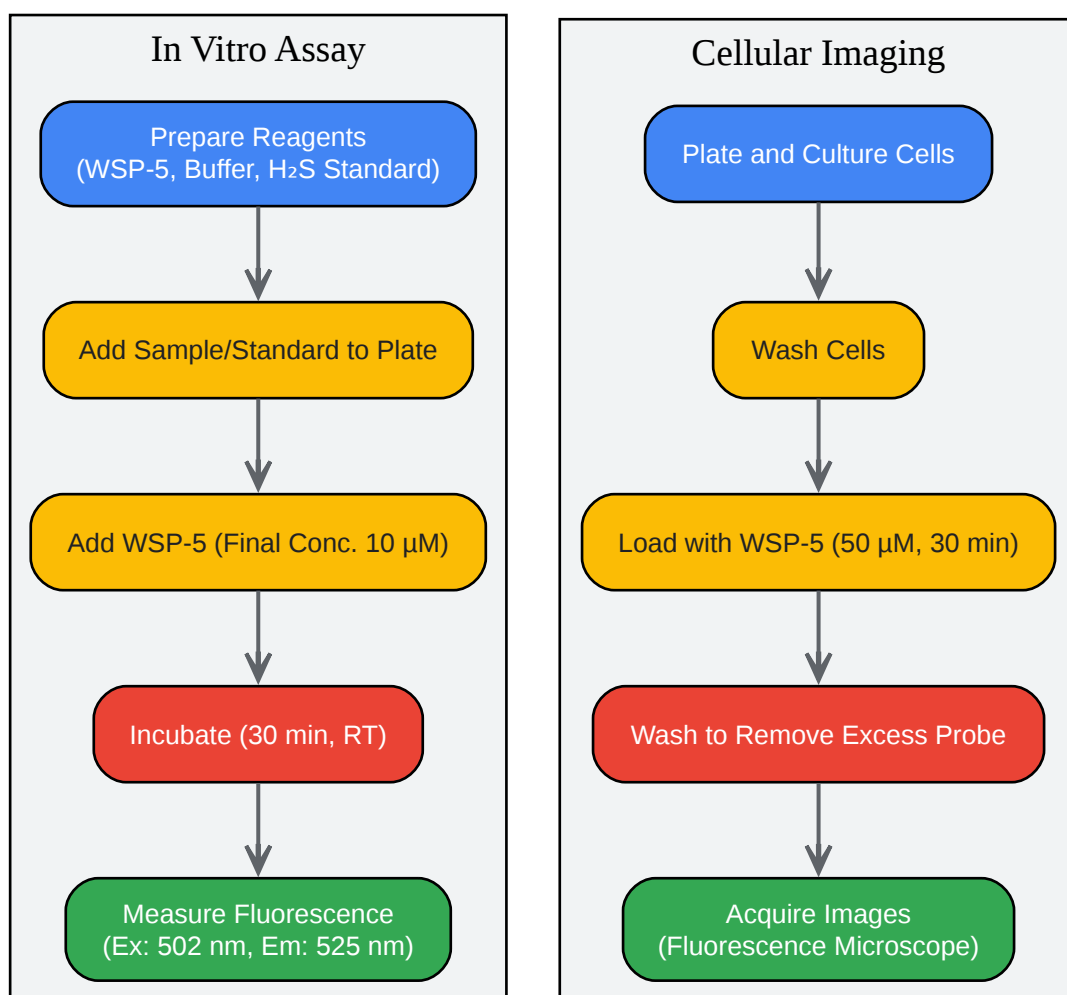 In Vitro Assay
Prepare Reagents
(WSP-5, Buffer, H₂S Standard)
Add Sample/Standard to Plate
Add WSP-5 (Final Conc. 10 µM)
Incubate (30 min, RT)
Measure Fluorescence
(Ex: 502 nm, Em: 525 nm)
Cellular Imaging
Plate and Culture Cells
Wash Cells
Load with WSP-5 (50 µM, 30 min)
Wash to Remove Excess Probe
Acquire Images
(Fluorescence Microscope)